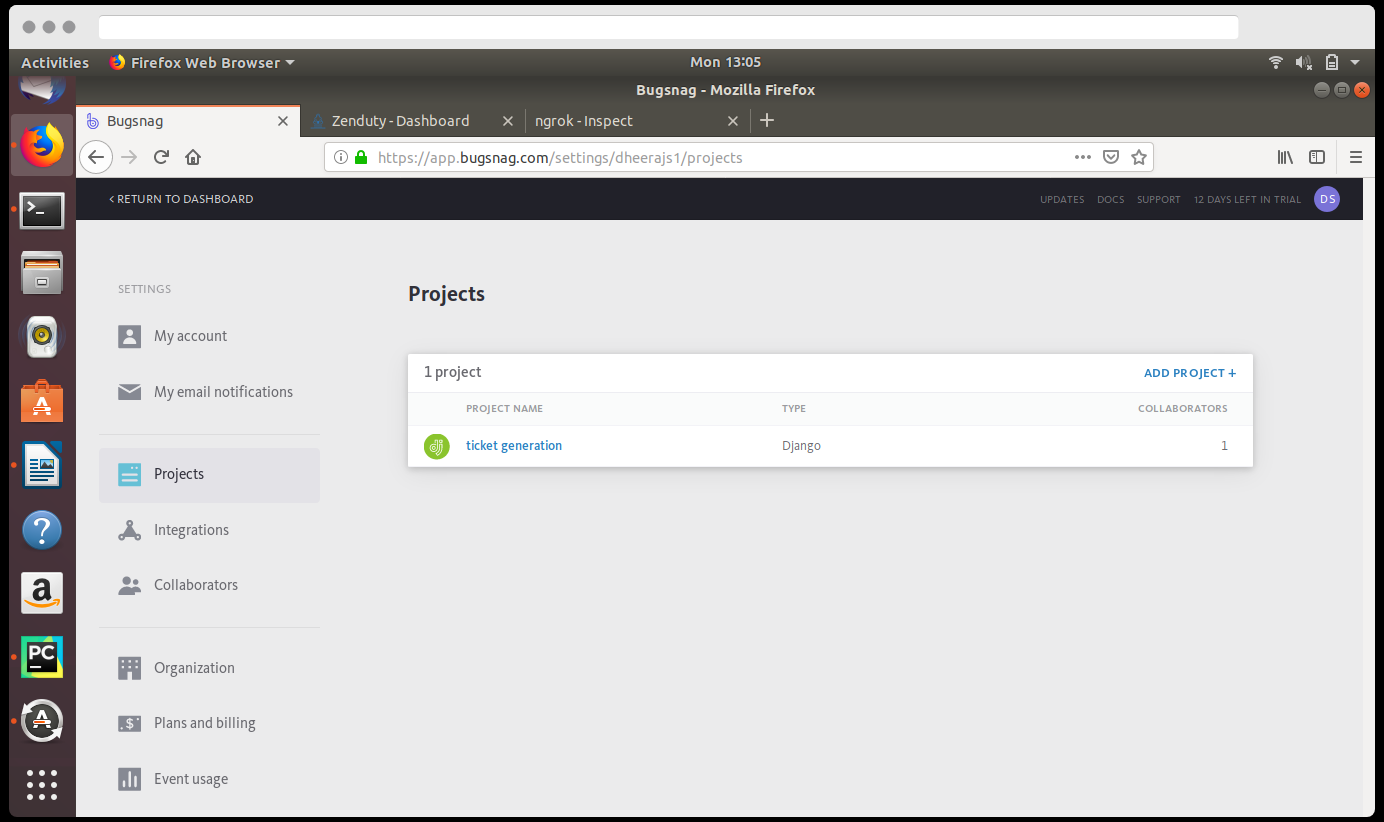 Activities
Firefox Web Browser
Mon 13:05
Bugsnag - Mozilla Firefox
Bugsnag
Zenduty - Dashboard
ngrok - Inspect
https://app.bugsnag.com/settings/dheerajs1/projects
< RETURN TO DASHBOARD
UPDATES DOCS SUPPORT 12 DAYS LEFT IN TRIAL DS
SETTINGS
My account
My email notifications
Projects
Integrations
Collaborators
Organization
Plans and billing
Event usage
Projects
1 project
ADD PROJECT +
PROJECT NAME TYPE COLLABORATORS
dj ticket generation Django 1
>_
?
a
PC
A
A
$